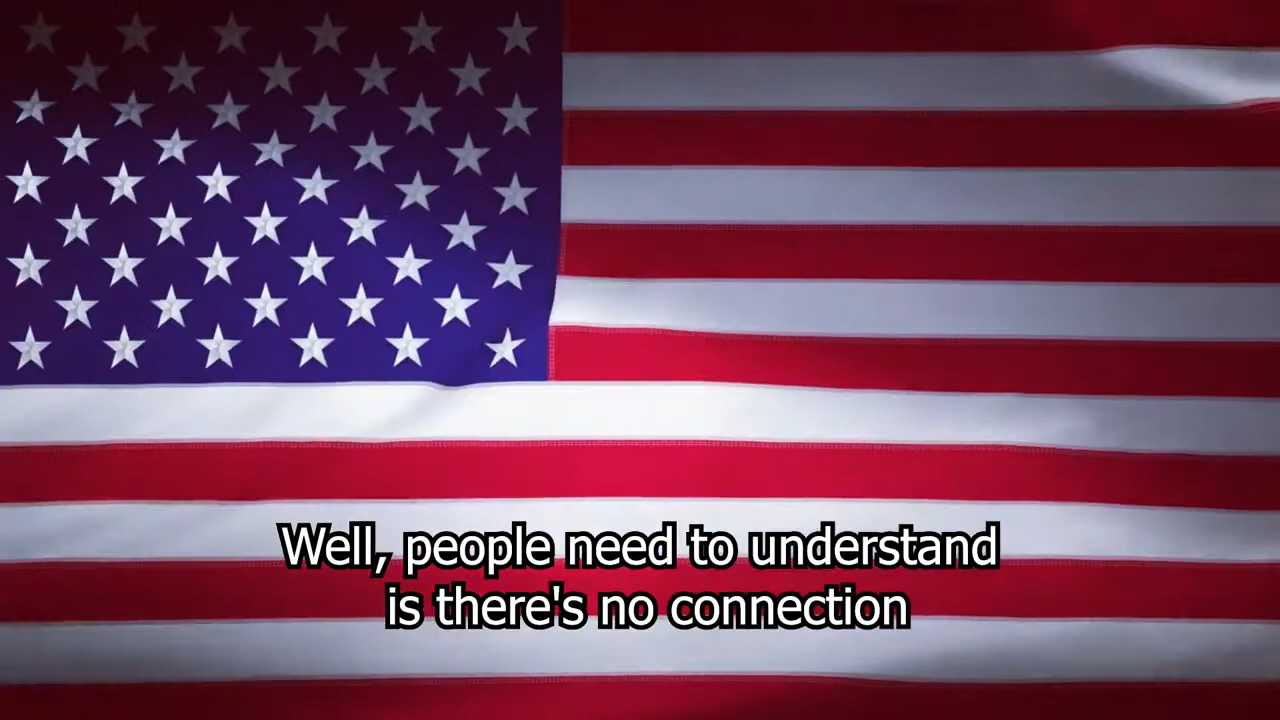 Well, people need to understand
is there's no connection